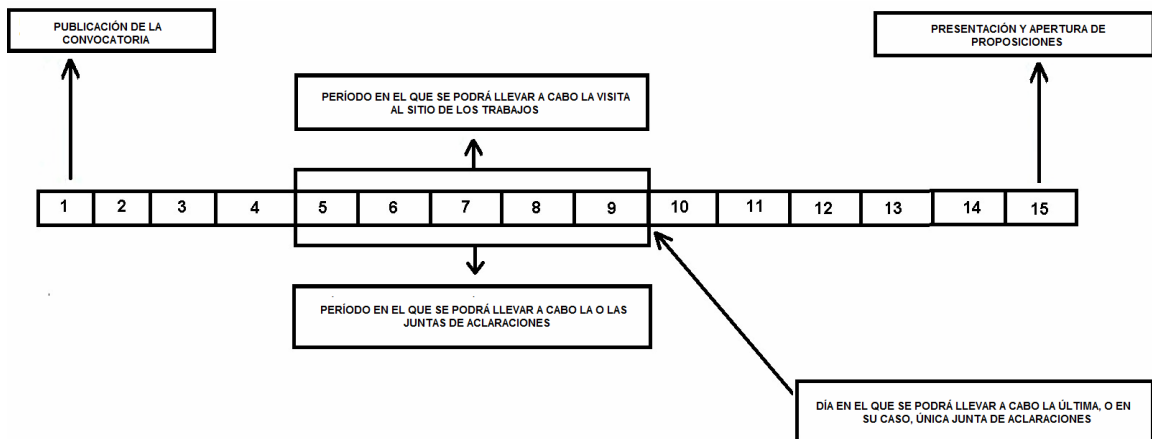 PUBLICACIÓN DE LA
CONVOCATORIA
PRESENTACIÓN Y APERTURA DE
PROPOSICIONES
PERÍODO EN EL QUE SE PODRÁ LLEVAR A CABO LA VISITA
AL SITIO DE LOS TRABAJOS
1 2 3 4 5 6 7 8 9 10 11 12 13 14 15
PERÍODO EN EL QUE SE PODRÁ LLEVAR A CABO LA O LAS
JUNTAS DE ACLARACIONES
DÍA EN EL QUE SE PODRÁ LLEVAR A CABO LA ÚLTIMA, O EN
SU CASO, ÚNICA JUNTA DE ACLARACIONES